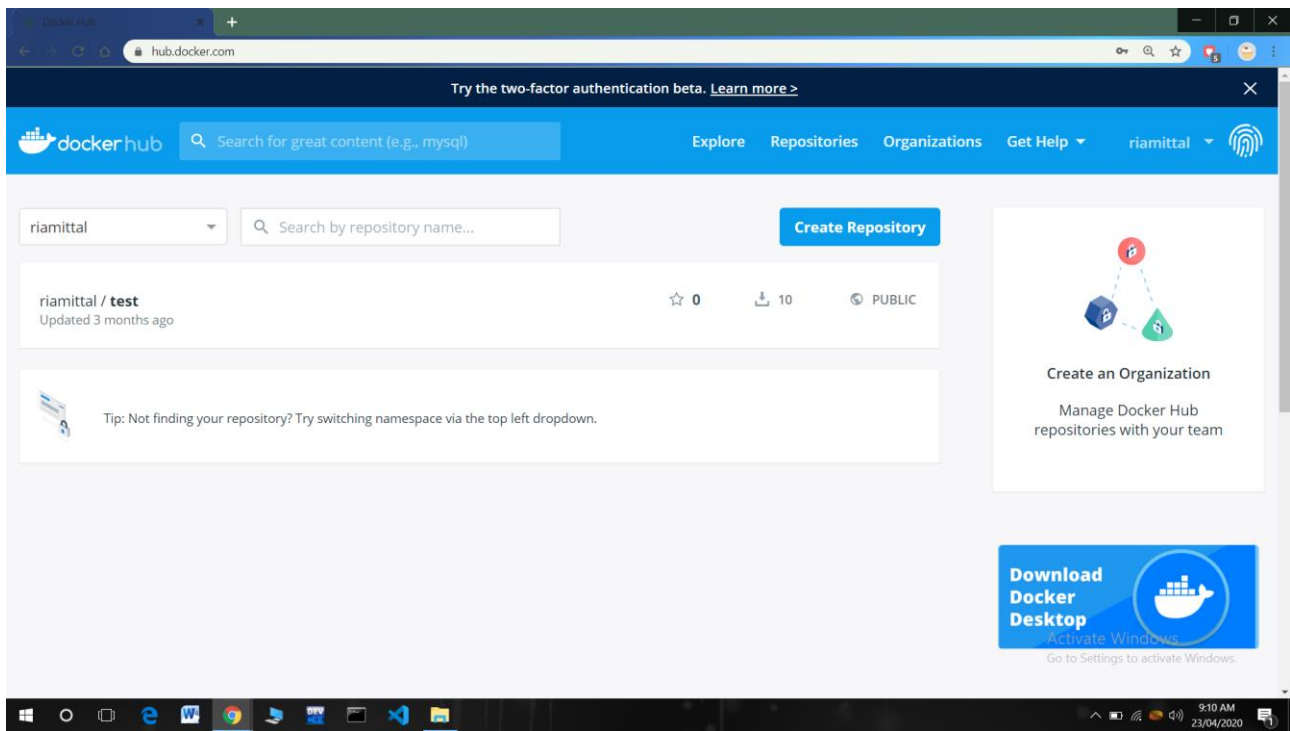 Docker Hub
hub.docker.com
5
Try the two-factor authentication beta. Learn more >
dockerhub
Search for great content (e.g., mysql)
Explore
Repositories
Organizations
Get Help
riamittal
riamittal
Search by repository name...
Create Repository
riamittal / test
Updated 3 months ago
0
10
PUBLIC
Tip: Not finding your repository? Try switching namespace via the top left dropdown.
Create an Organization
Manage Docker Hub
repositories with your team
Download
Docker
Desktop
Activate Windows
Go to Settings to activate Windows.
DEV
9:10 AM
23/04/2020
1